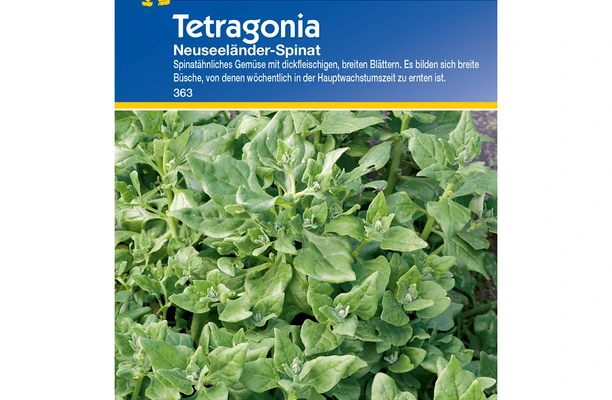 Tetragonia
Neuseeländer-Spinat
Spinatähnliches Gemüse mit dickfleischigen, breiten Blättern. Es bilden sich breite
Büsche, von denen wöchentlich in der Hauptwachstumszeit zu ernten ist.
363